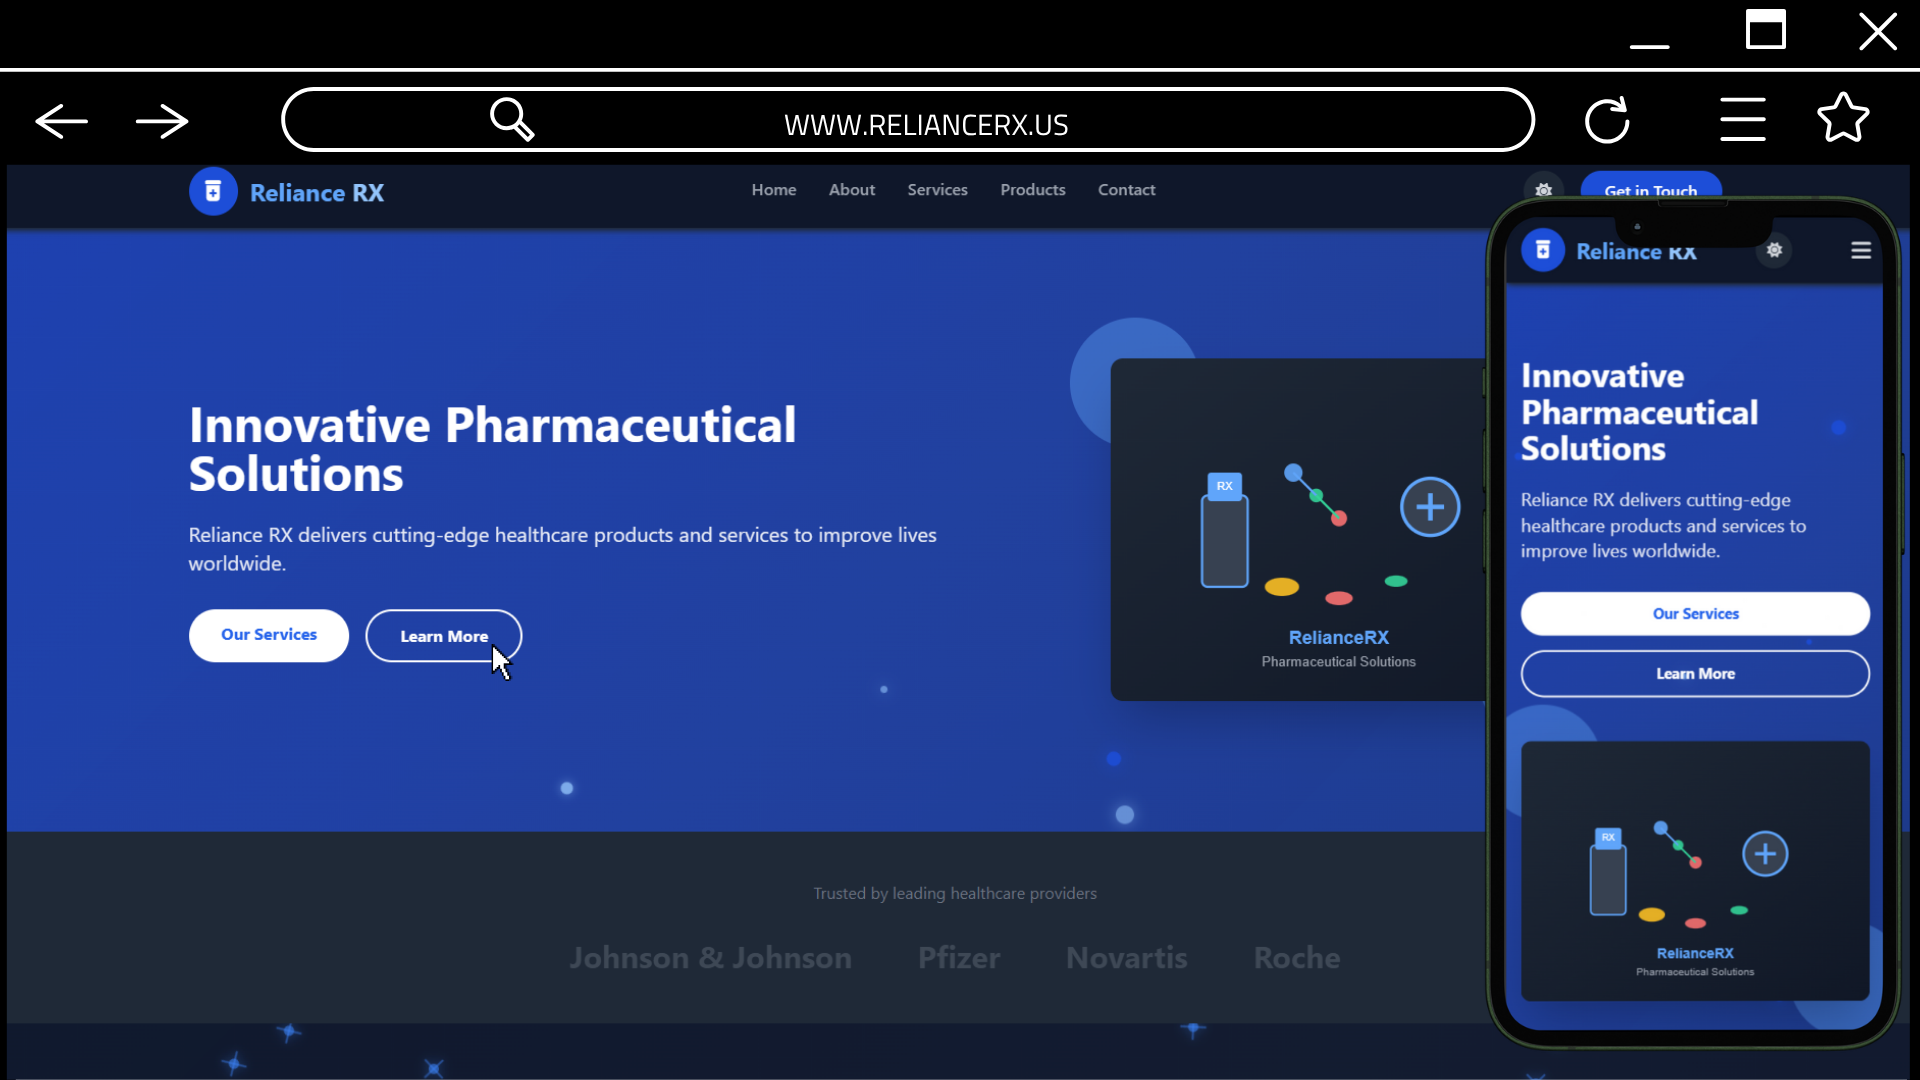 WWW.RELIANCERX.US
Reliance RX
Home About Services Products Contact
Get in Touch
Innovative Pharmaceutical
Solutions
Reliance RX delivers cutting-edge healthcare products and services to improve lives
worldwide.
Our Services
Learn More
RX
RelianceRX
Pharmaceutical Solutions
Trusted by leading healthcare providers
Johnson & Johnson Pfizer Novartis Roche
Reliance RX
Innovative
Pharmaceutical
Solutions
Reliance RX delivers cutting-edge
healthcare products and services to
improve lives worldwide.
Our Services
Learn More
RX
RelianceRX
Pharmaceutical Solutions